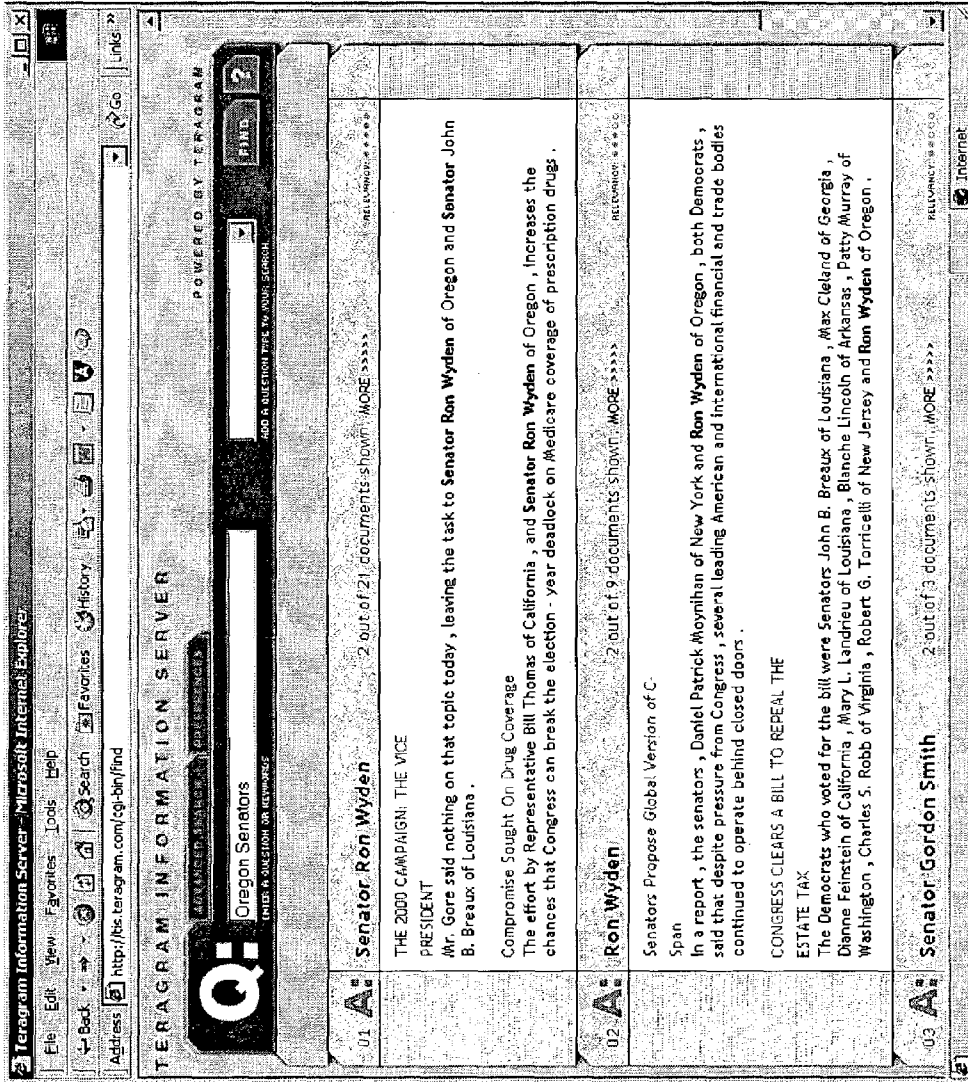 Teragram Information Server - Microsoft Internet Explorer
File Edit View Favorites Tools Help
Back Search Favorites History
Address http://tis.teragram.com/cgi-bin/find Go Links »
TERAGRAM INFORMATION SERVER
POWERED BY TERAGRAM
ADVANCED SEARCH PREFERENCES
Q: Oregon Senators FIND ?
ENTER A QUESTION OR KEYWORDS ADD A QUESTION TYPE TO YOUR SEARCH
01 A: Senator Ron Wyden 2 out of 21 documents shown, MORE >>>>> RELEVANCY:
THE 2000 CAMPAIGN: THE VICE
PRESIDENT
Mr. Gore said nothing on that topic today , leaving the task to Senator Ron Wyden of Oregon and Senator John
B. Breaux of Louisiana .
Compromise Sought On Drug Coverage
The effort by Representative Bill Thomas of California , and Senator Ron Wyden of Oregon , increases the
chances that Congress can break the election - year deadlock on Medicare coverage of prescription drugs .
02 A: Ron Wyden 2 out of 9 documents shown, MORE >>>>> RELEVANCY:
Senators Propose Global Version of C-
Span
In a report , the senators , Daniel Patrick Moynihan of New York and Ron Wyden of Oregon , both Democrats ,
said that despite pressure from Congress , several leading American and international financial and trade bodies
continued to operate behind closed doors .
CONGRESS CLEARS A BILL TO REPEAL THE
ESTATE TAX
The Democrats who voted for the bill were Senators John B. Breaux of Louisiana , Max Cleland of Georgia ,
Dianne Feinstein of California , Mary L. Landrieu of Louisiana , Blanche Lincoln of Arkansas , Patty Murray of
Washington , Charles S. Robb of Virginia , Robert G. Torricelli of New Jersey and Ron Wyden of Oregon .
03 A: Senator Gordon Smith 2 out of 3 documents shown, MORE >>>>> RELEVANCY:
Internet